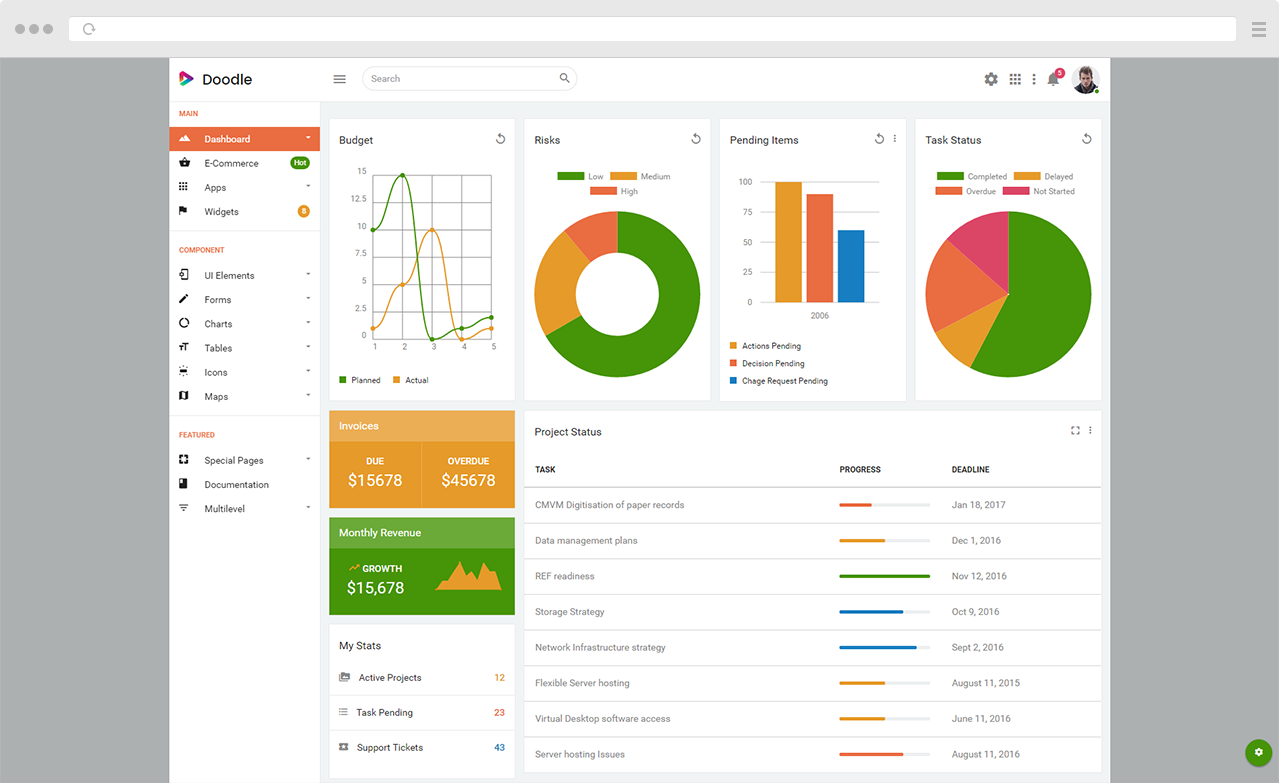 Doodle
Search
5
MAIN
Dashboard
E-Commerce Hot
Apps
Widgets 8
COMPONENT
UI Elements
Forms
Charts
Tables
Icons
Maps
FEATURED
Special Pages
Documentation
Multilevel
Budget
15
12.5
10
7.5
5
2.5
0
1 2 3 4 5
Planned Actual
Risks
Low Medium
High
Pending Items
100
75
50
25
0
2006
Actions Pending
Decision Pending
Chage Request Pending
Task Status
Completed Delayed
Overdue Not Started
Invoices
DUE OVERDUE
$15678 $45678
Monthly Revenue
GROWTH
$15,678
My Stats
Active Projects 12
Task Pending 23
Support Tickets 43
Project Status
TASK PROGRESS DEADLINE
CMVM Digitisation of paper records Jan 18, 2017
Data management plans Dec 1, 2016
REF readiness Nov 12, 2016
Storage Strategy Oct 9, 2016
Network Infrastructure strategy Sept 2, 2016
Flexible Server hosting August 11, 2015
Virtual Desktop software access June 11, 2016
Server hosting Issues August 11, 2016